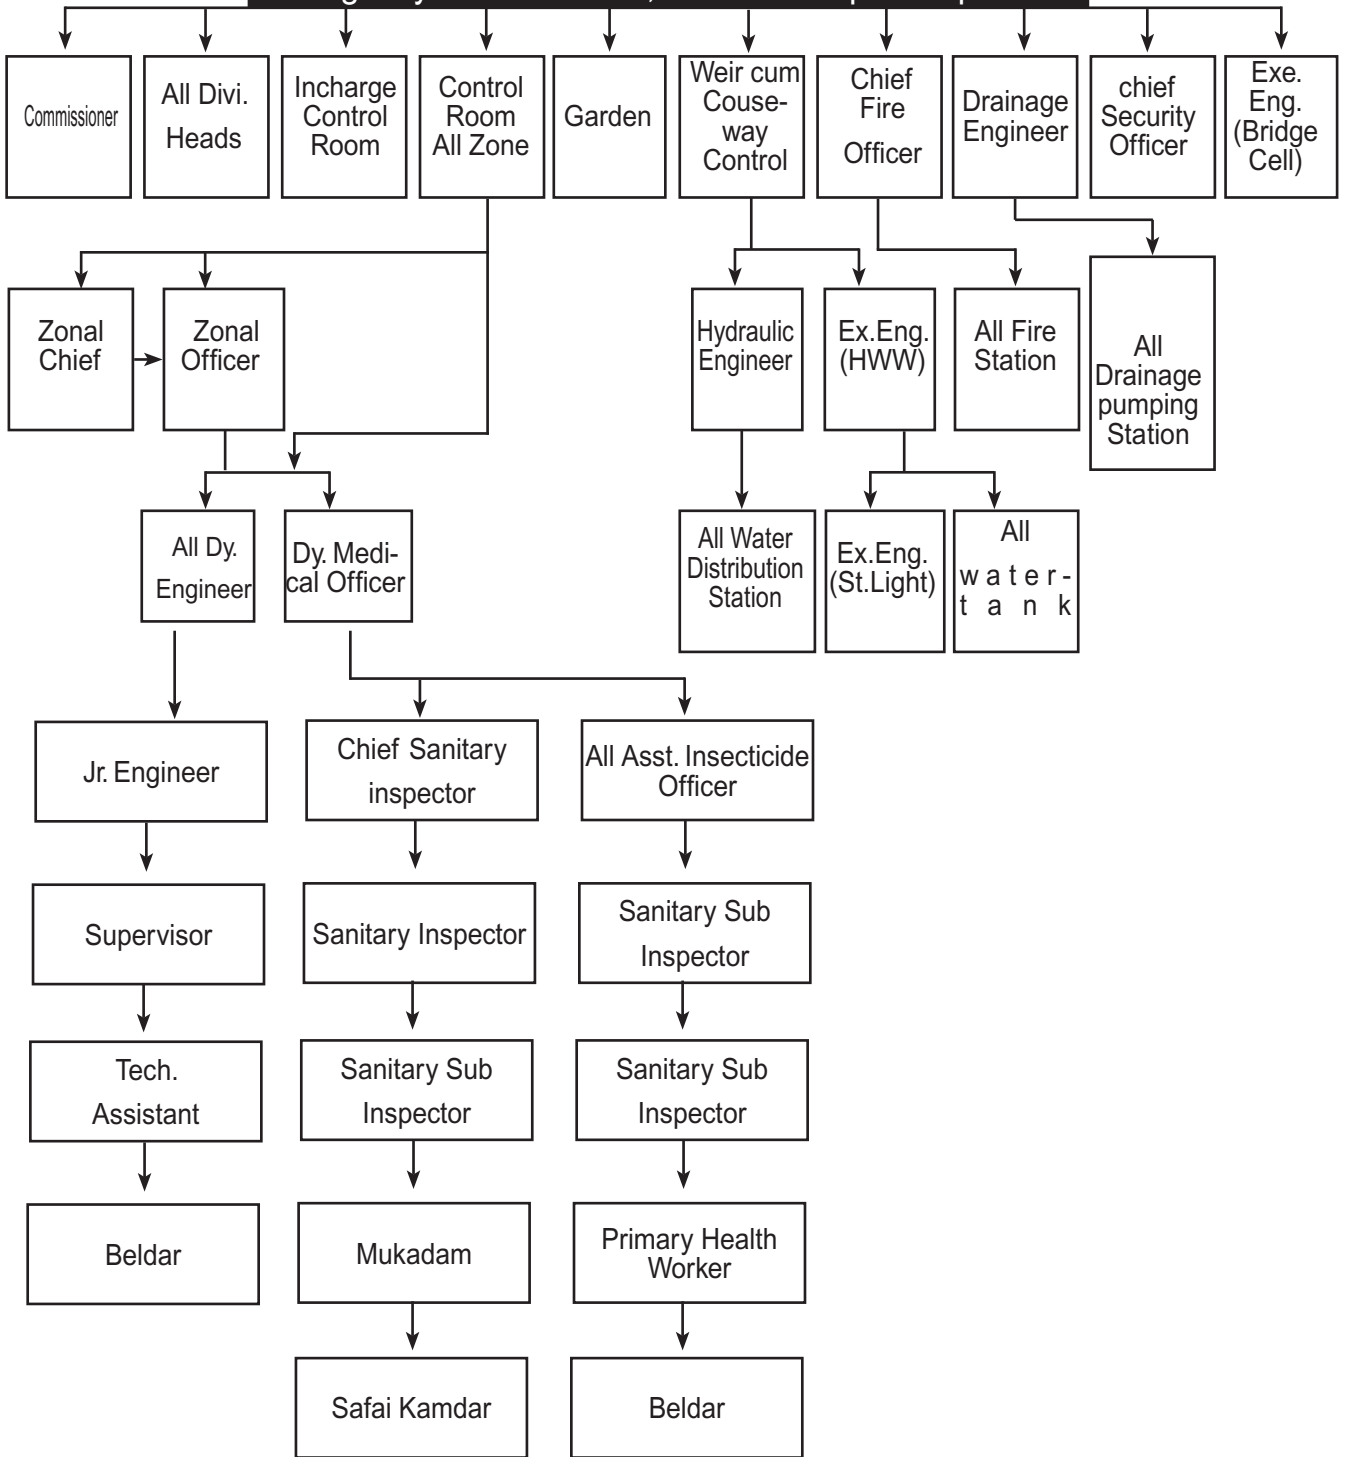 Commissioner
All Divi.
Heads
Incharge
Control
Room
Control
Room
All Zone
Garden
Weir cum
Couse-
way
Control
Chief
Fire
Officer
Drainage
Engineer
chief
Security
Officer
Exe.
Eng.
(Bridge
Cell)
Zonal
Chief
Zonal
Officer
Hydraulic
Engineer
Ex.Eng.
(HWW)
All Fire
Station
All
Drainage
pumping
Station
All Dy.
Engineer
Dy. Medi-
cal Officer
All Water
Distribution
Station
Ex.Eng.
(St.Light)
All
water-
tank
Jr. Engineer
Chief Sanitary
inspector
All Asst. Insecticide
Officer
Supervisor
Sanitary Inspector
Sanitary Sub
Inspector
Tech.
Assistant
Sanitary Sub
Inspector
Sanitary Sub
Inspector
Beldar
Mukadam
Primary Health
Worker
Safai Kamdar
Beldar